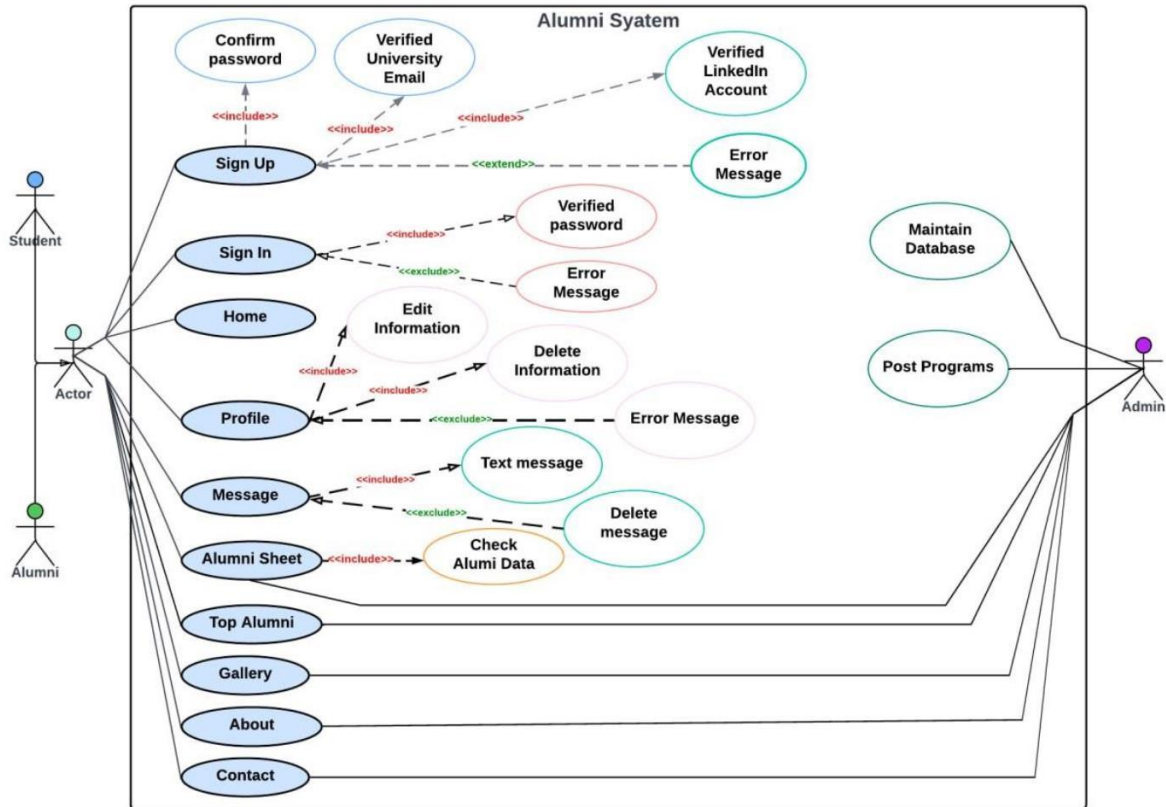 Alumni Syatem
Confirm
password
Verified
University
Email
Verified
LinkedIn
Account
<<include>>
<<include>>
<<include>>
Sign Up
<<extend>>
Error
Message
Student
Verified
password
<<include>>
Sign In
<<exclude>>
Error
Message
Maintain
Database
Home
Edit
Information
Delete
Information
<<include>>
<<include>>
Post Programs
Actor
Admin
Profile
<<exclude>>
Error Message
Text message
<<include>>
Message
<<exclude>>
Delete
message
Alumni
Alumni Sheet
<<include>>
Check
Alumi Data
Top Alumni
Gallery
About
Contact